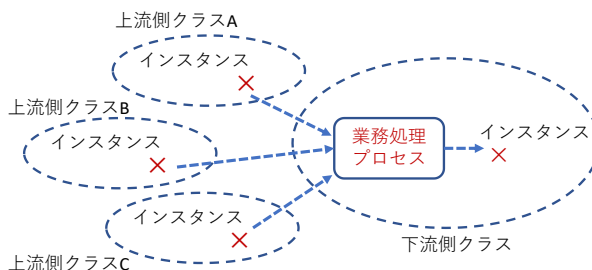 上流側クラスA
インスタンス
上流側クラスB
インスタンス
インスタンス
上流側クラスC
業務処理
プロセス
インスタンス
下流側クラス